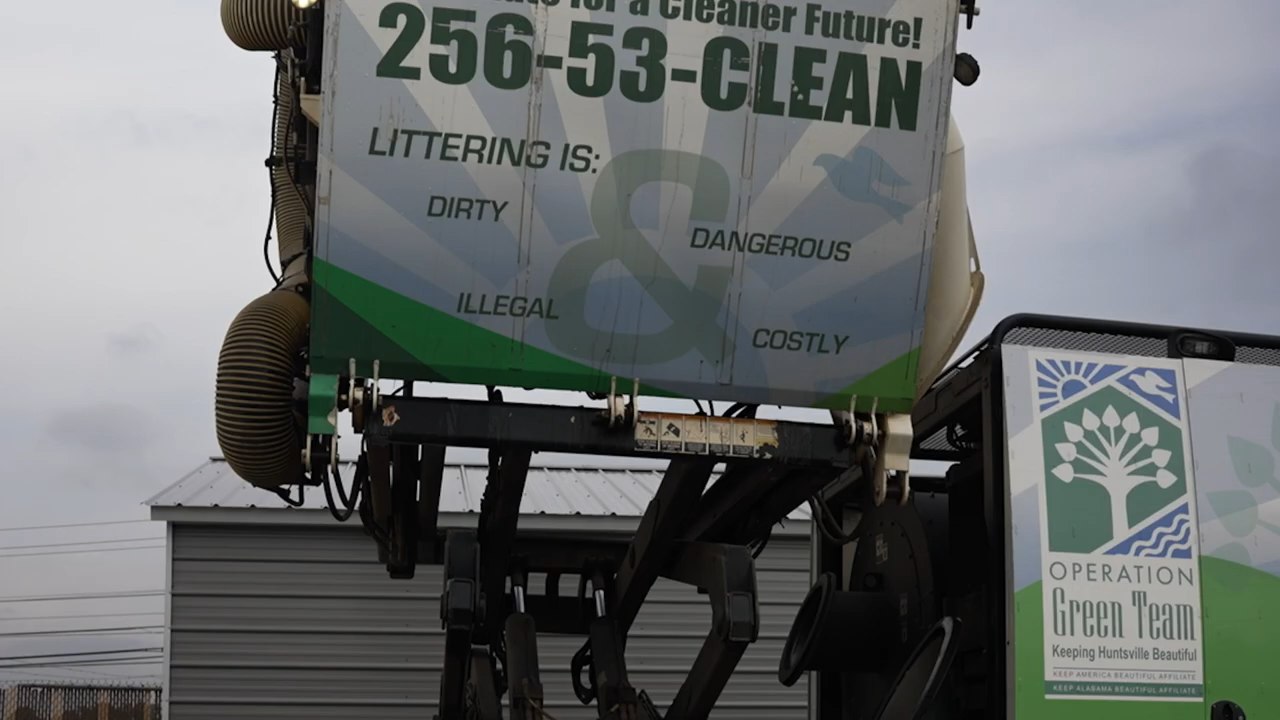 for a Cleaner Future!
256-53-CLEAN
LITTERING IS:
DIRTY
&
DANGEROUS
ILLEGAL
COSTLY
OPERATION
Green Team
Keeping Huntsville Beautiful
KEEP AMERICA BEAUTIFUL AFFILIATE
KEEP ALABAMA BEAUTIFUL AFFILIATE